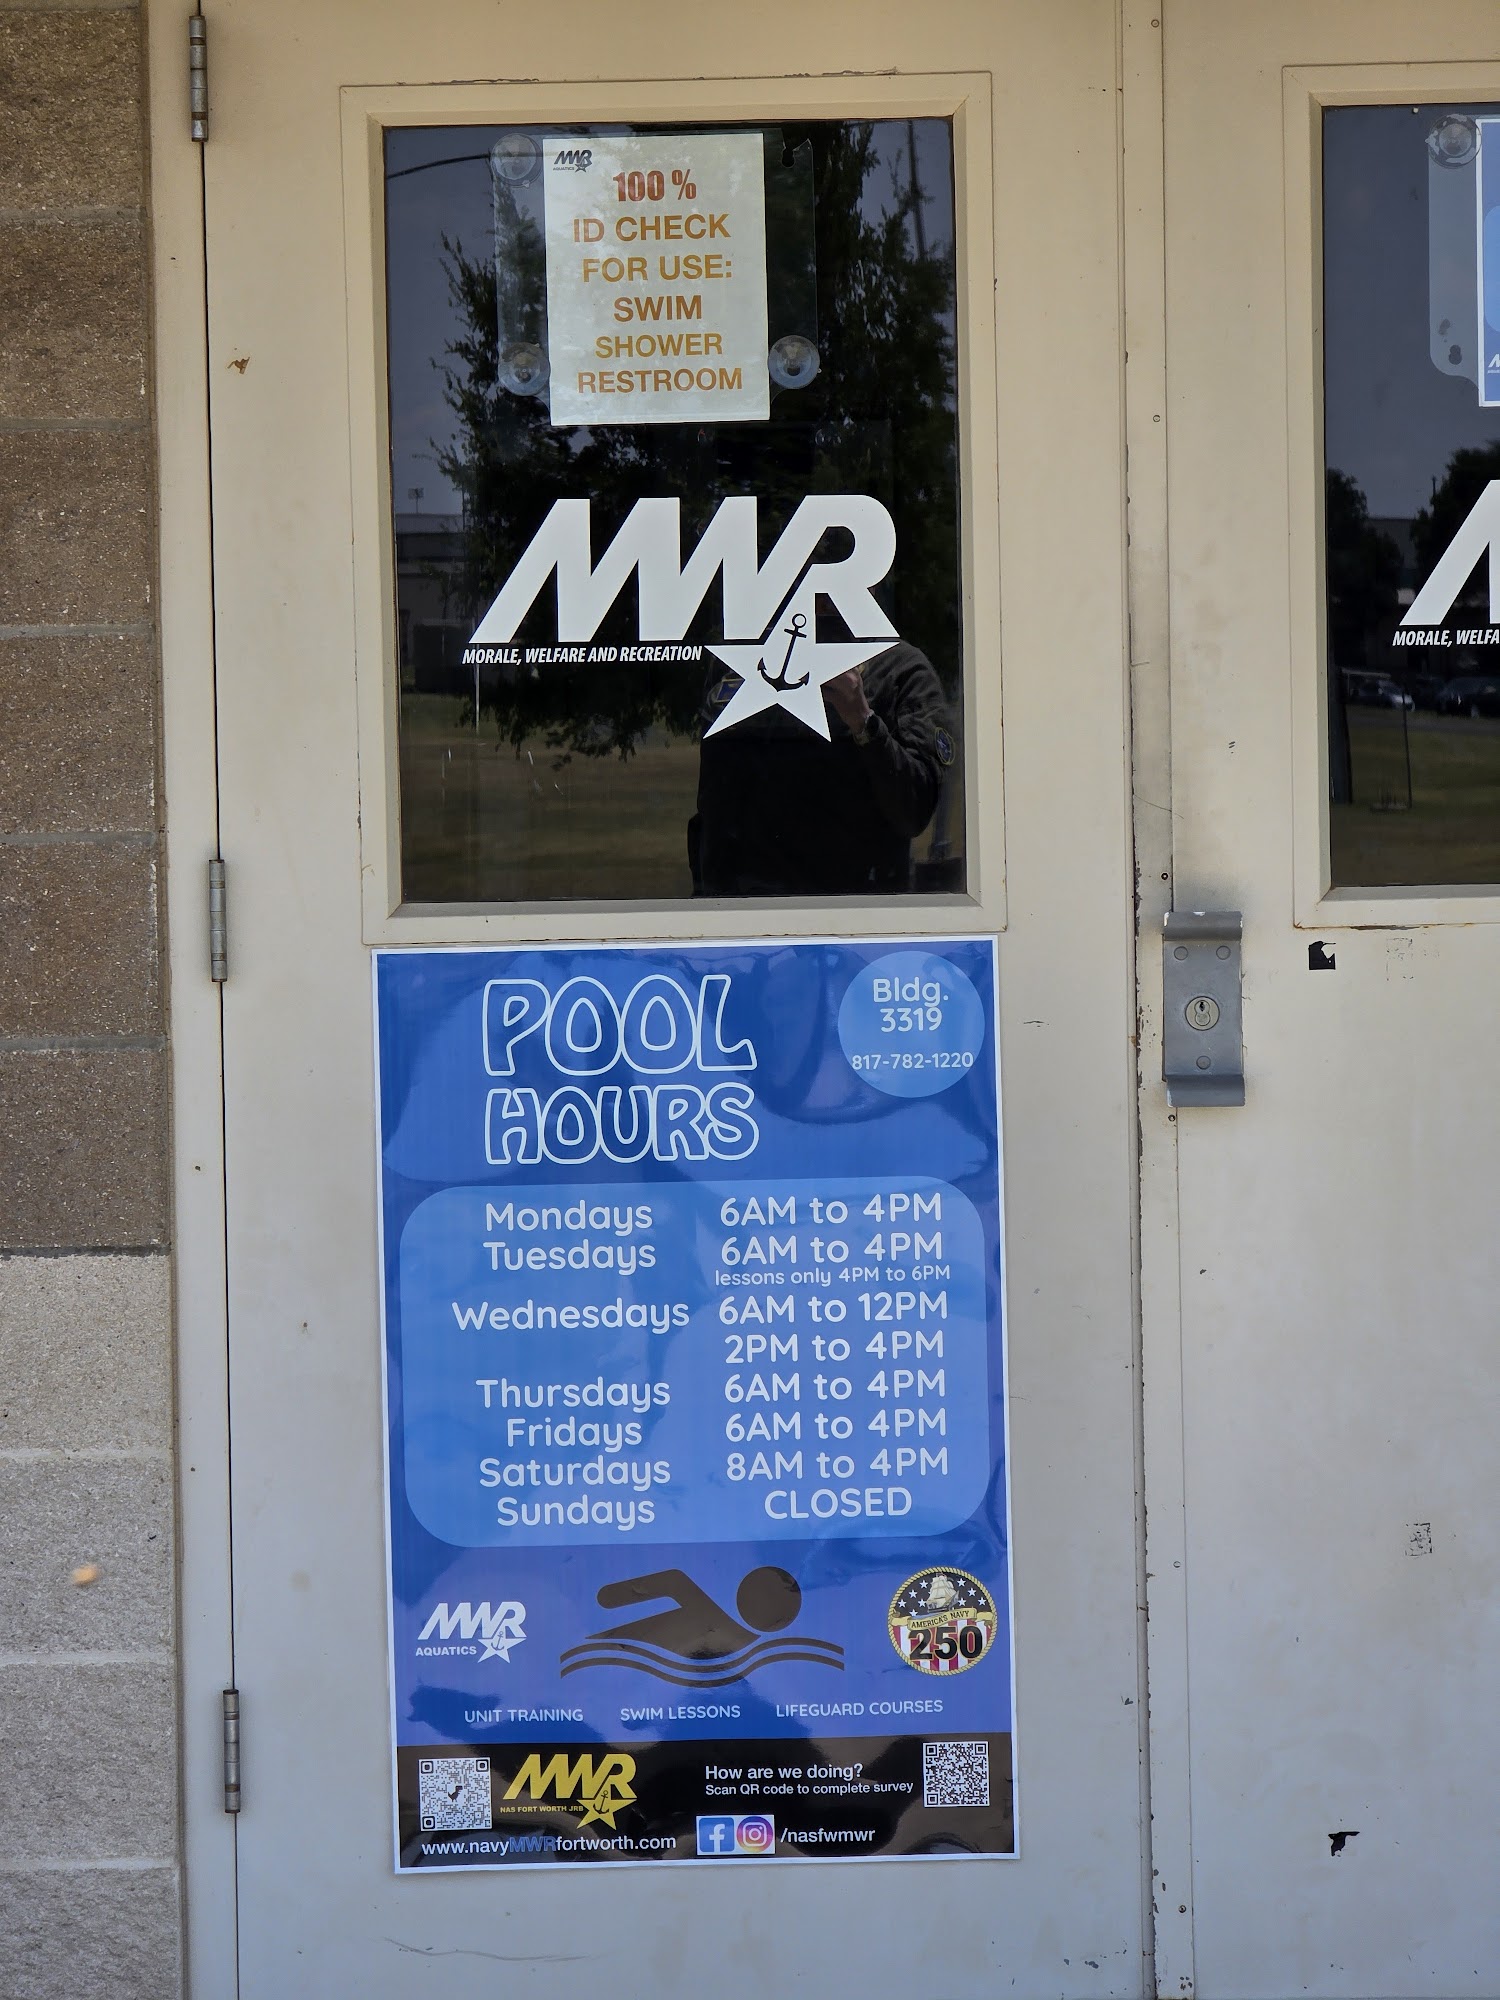 MWR
AQUATICS
100 %
ID CHECK
FOR USE:
SWIM
SHOWER
RESTROOM
MWR
MORALE, WELFARE AND RECREATION
MORALE, WELFA
POOL
HOURS
Bldg.
3319
817-782-1220
Mondays 6AM to 4PM
Tuesdays 6AM to 4PM
lessons only 4PM to 6PM
Wednesdays 6AM to 12PM
2PM to 4PM
Thursdays 6AM to 4PM
Fridays 6AM to 4PM
Saturdays 8AM to 4PM
Sundays CLOSED
MWR
AQUATICS
AMERICA'S NAVY
250
UNIT TRAINING SWIM LESSONS LIFEGUARD COURSES
MWR
NAS FORT WORTH JRB
www.navyMWRfortworth.com
How are we doing?
Scan QR code to complete survey
/nasfwmwr